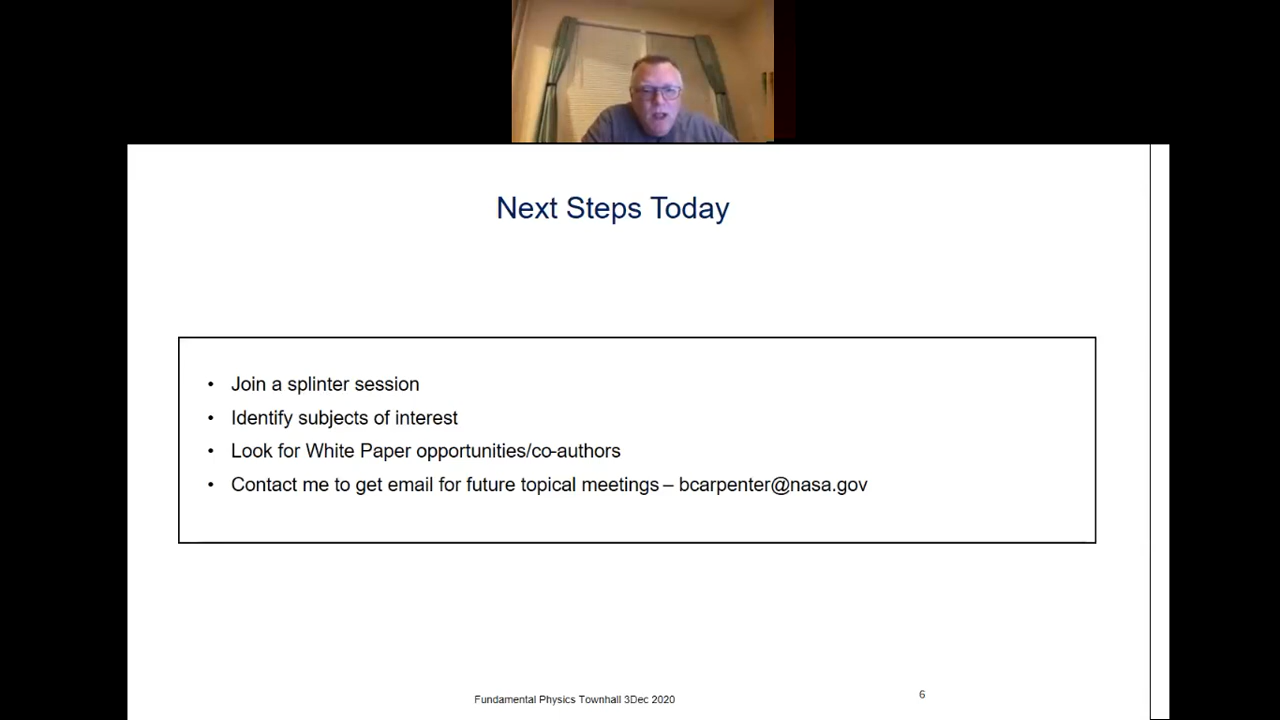 Next Steps Today
• Join a splinter session
• Identify subjects of interest
• Look for White Paper opportunities/co-authors
• Contact me to get email for future topical meetings – bcarpenter@nasa.gov
Fundamental Physics Townhall 3Dec 2020
6